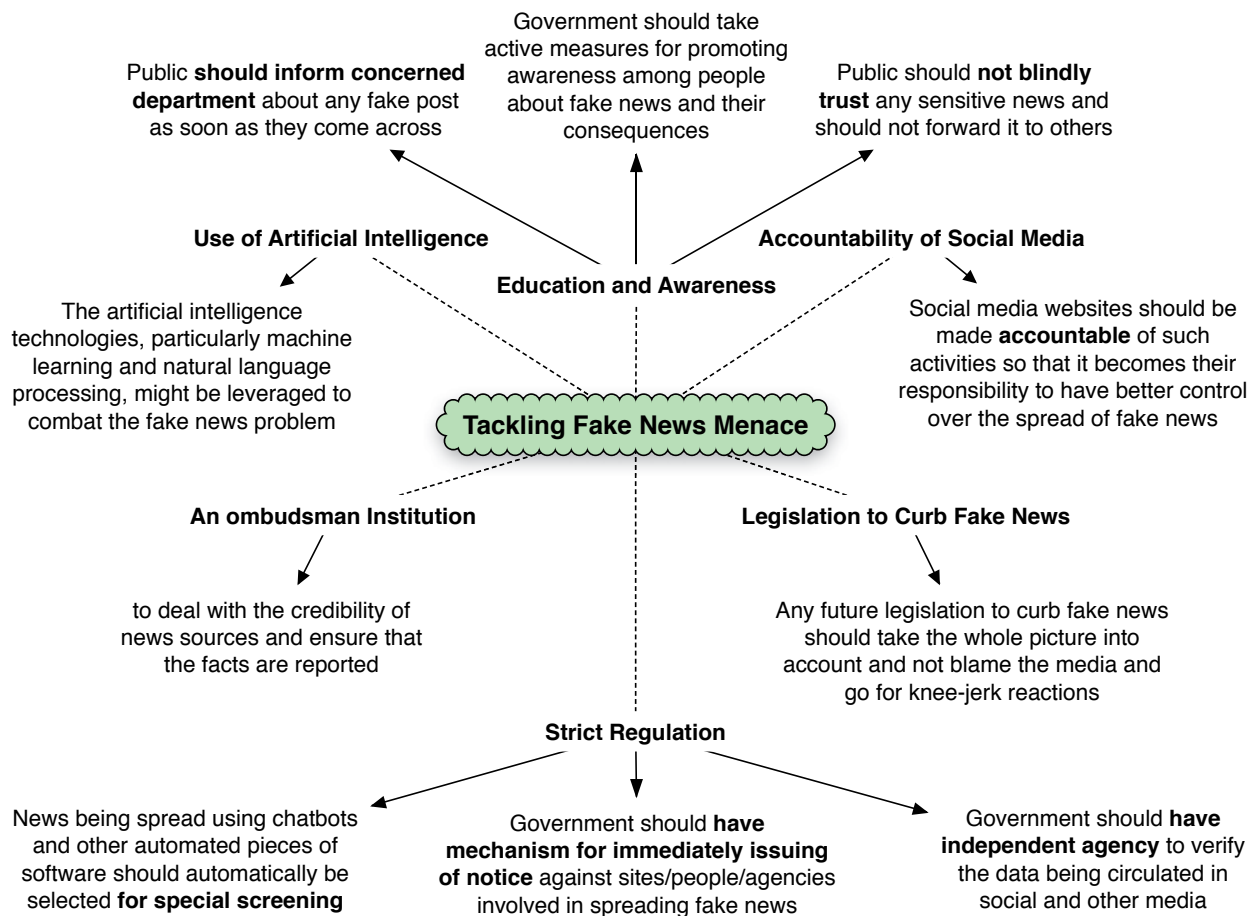 Public should inform concerned
department about any fake post
as soon as they come across
Government should take
active measures for promoting
awareness among people
about fake news and their
consequences
Public should not blindly
trust any sensitive news and
should not forward it to others
Use of Artificial Intelligence
Education and Awareness
Accountability of Social Media
The artificial intelligence
technologies, particularly machine
learning and natural language
processing, might be leveraged to
combat the fake news problem
Social media websites should be
made accountable of such
activities so that it becomes their
responsibility to have better control
over the spread of fake news
Tackling Fake News Menace
An ombudsman Institution
to deal with the credibility of
news sources and ensure that
the facts are reported
Legislation to Curb Fake News
Any future legislation to curb fake news
should take the whole picture into
account and not blame the media and
go for knee-jerk reactions
Strict Regulation
News being spread using chatbots
and other automated pieces of
software should automatically be
selected for special screening
Government should have
mechanism for immediately issuing
of notice against sites/people/agencies
involved in spreading fake news
Government should have
independent agency to verify
the data being circulated in
social and other media